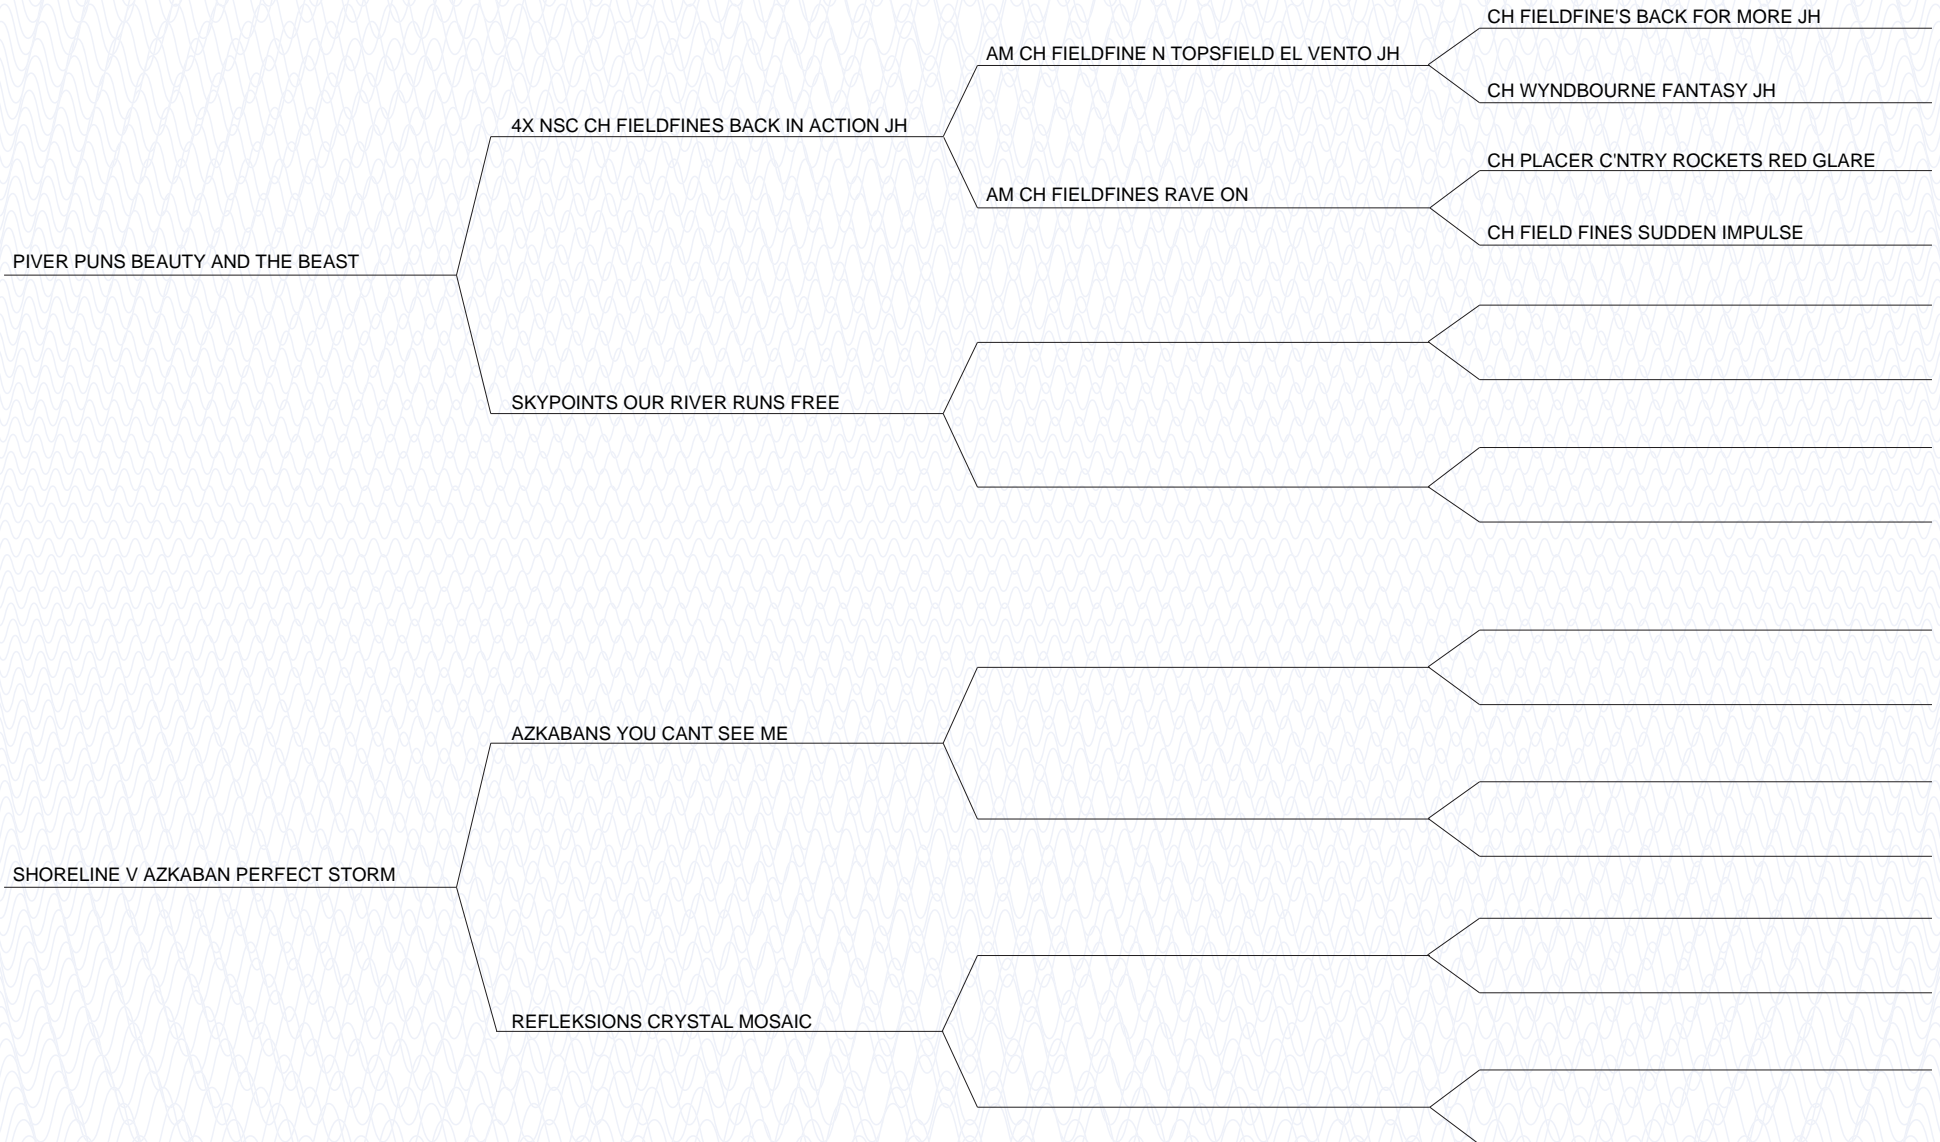 CH FIELDFINE'S BACK FOR MORE JH
AM CH FIELDFINE N TOPSFIELD EL VENTO JH
CH WYNDBOURNE FANTASY JH
4X NSC CH FIELDFINES BACK IN ACTION JH
CH PLACER C'NTRY ROCKETS RED GLARE
AM CH FIELDFINES RAVE ON
CH FIELD FINES SUDDEN IMPULSE
PIVER PUNS BEAUTY AND THE BEAST
SKYPOINTS OUR RIVER RUNS FREE
AZKABANS YOU CANT SEE ME
SHORELINE V AZKABAN PERFECT STORM
REFLEKSIONS CRYSTAL MOSAIC